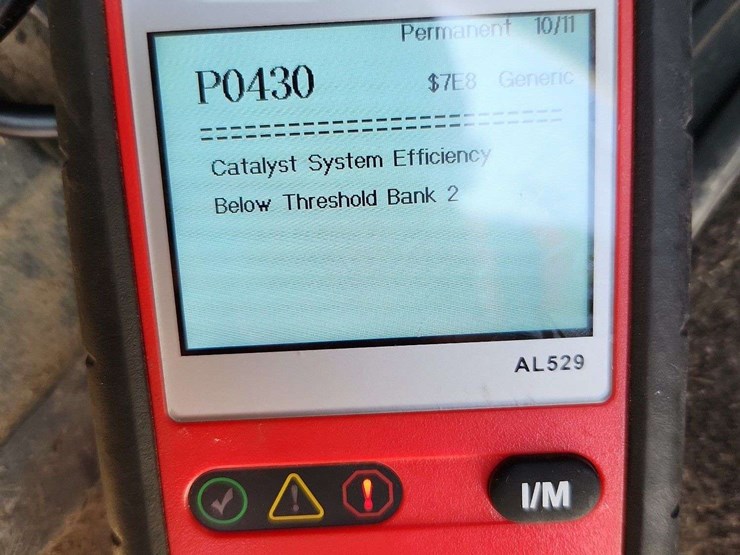 Permanent 10/11
P0430 $7E8 Generic
==============================
Catalyst System Efficiency
Below Threshold Bank 2
AL529
I/M